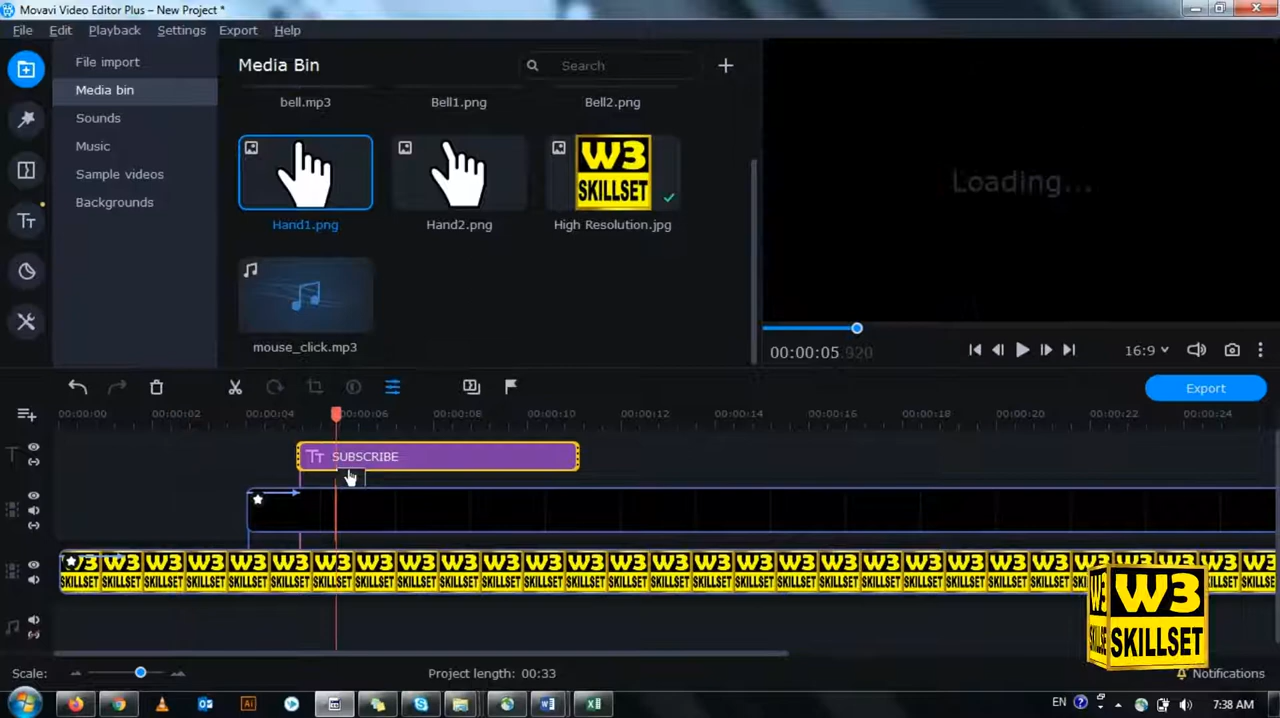 Movavi Video Editor Plus – New Project *
File Edit Playback Settings Export Help
File import
Media bin
Sounds
Music
Sample videos
Backgrounds
Media Bin
Search
bell.mp3
Bell1.png
Bell2.png
W3
SKILLSET
Hand1.png
Hand2.png
High Resolution.jpg
mouse_click.mp3
Loading...
00:00:05.920
16:9
Export
00:00:00 00:00:02 00:00:04 00:00:06 00:00:08 00:00:10 00:00:12 00:00:14 00:00:16 00:00:18 00:00:20 00:00:22 00:00:24
Tт SUBSCRIBE
W3
SKILLSET
W3
SKILLSET
Scale:
Project length: 00:33
Notifications
EN
7:38 AM